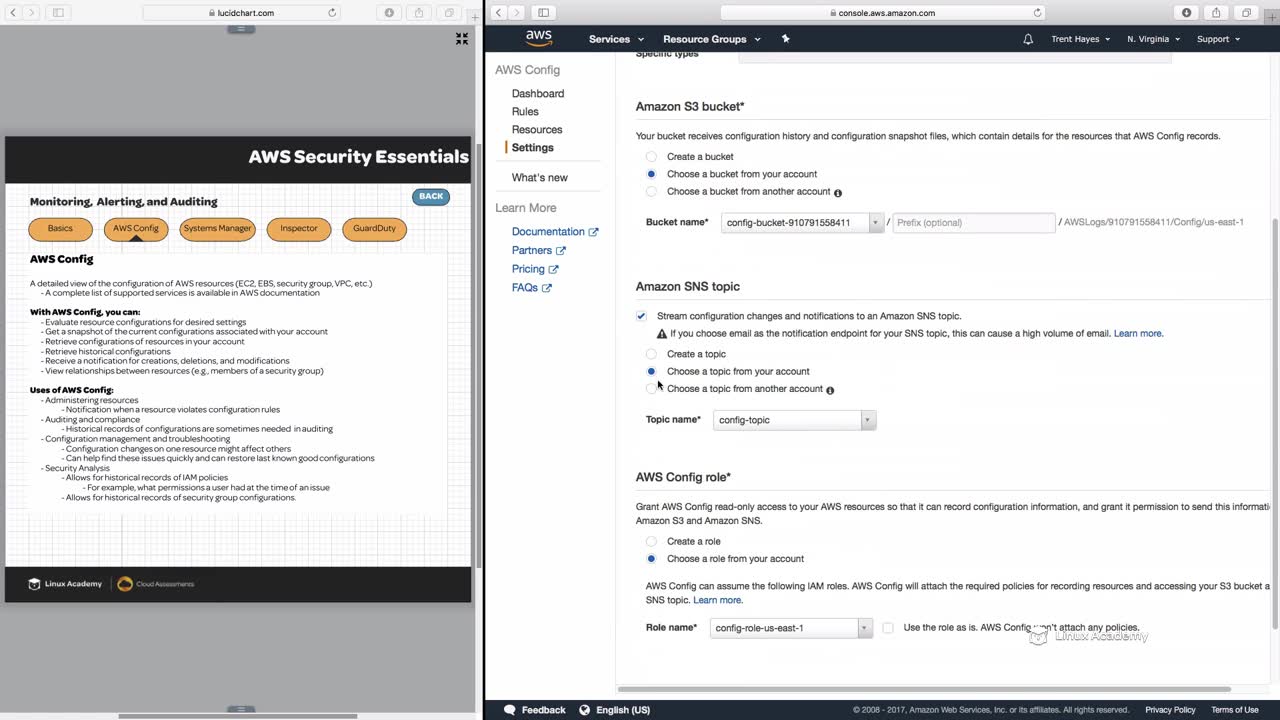 lucidchart.com
AWS Security Essentials
BACK
Monitoring, Alerting, and Auditing
Basics
AWS Config
Systems Manager
Inspector
GuardDuty
AWS Config
A detailed view of the configuration of AWS resources (EC2, EBS, security group, VPC, etc.)
- A complete list of supported services is available in AWS documentation
With AWS Config, you can:
- Evaluate resource configurations for desired settings
- Get a snapshot of the current configurations associated with your account
- Retrieve configurations of resources in your account
- Retrieve historical configurations
- Receive a notification for creations, deletions, and modifications
- View relationships between resources (e.g., members of a security group)
Uses of AWS Config:
- Administering resources
- Notification when a resource violates configuration rules
- Auditing and compliance
- Historical records of configurations are sometimes needed in auditing
- Configuration management and troubleshooting
- Configuration changes on one resource might affect others
- Can help find these issues quickly and can restore last known good configurations
- Security Analysis
- Allows for historical records of IAM policies
- For example, what permissions a user had at the time of an issue
- Allows for historical records of security group configurations.
Linux Academy
Cloud Assessments
console.aws.amazon.com
aws
Services
Resource Groups
Trent Hayes
N. Virginia
Support
AWS Config
Dashboard
Rules
Resources
Settings
What's new
Learn More
Documentation
Partners
Pricing
FAQs
Specific types
Amazon S3 bucket*
Your bucket receives configuration history and configuration snapshot files, which contain details for the resources that AWS Config records.
Create a bucket
Choose a bucket from your account
Choose a bucket from another account
Bucket name* config-bucket-910791558411 / Prefix (optional) / AWSLogs/910791558411/Config/us-east-1
Amazon SNS topic
Stream configuration changes and notifications to an Amazon SNS topic.
If you choose email as the notification endpoint for your SNS topic, this can cause a high volume of email. Learn more.
Create a topic
Choose a topic from your account
Choose a topic from another account
Topic name* config-topic
AWS Config role*
Grant AWS Config read-only access to your AWS resources so that it can record configuration information, and grant it permission to send this informati
Amazon S3 and Amazon SNS.
Create a role
Choose a role from your account
AWS Config can assume the following IAM roles. AWS Config will attach the required policies for recording resources and accessing your S3 bucket a
SNS topic. Learn more.
Role name* config-role-us-east-1 Use the role as is. AWS Config won't attach any policies.
Linux Academy
Feedback
English (US)
© 2008 - 2017, Amazon Web Services, Inc. or its affiliates. All rights reserved.
Privacy Policy
Terms of Use